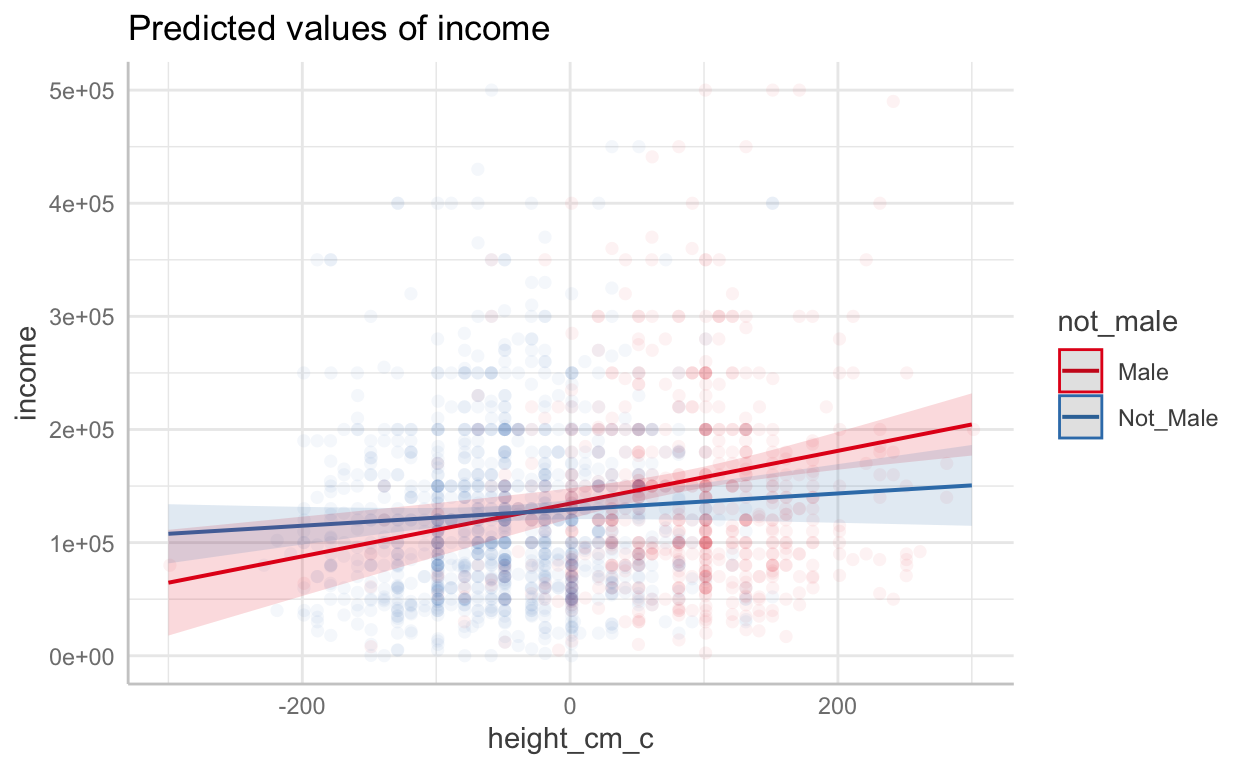 Predicted values of income
5e+05
4e+05
3e+05
2e+05
1e+05
0e+00
income
-200
0
200
height_cm_c
not_male
Male
Not_Male